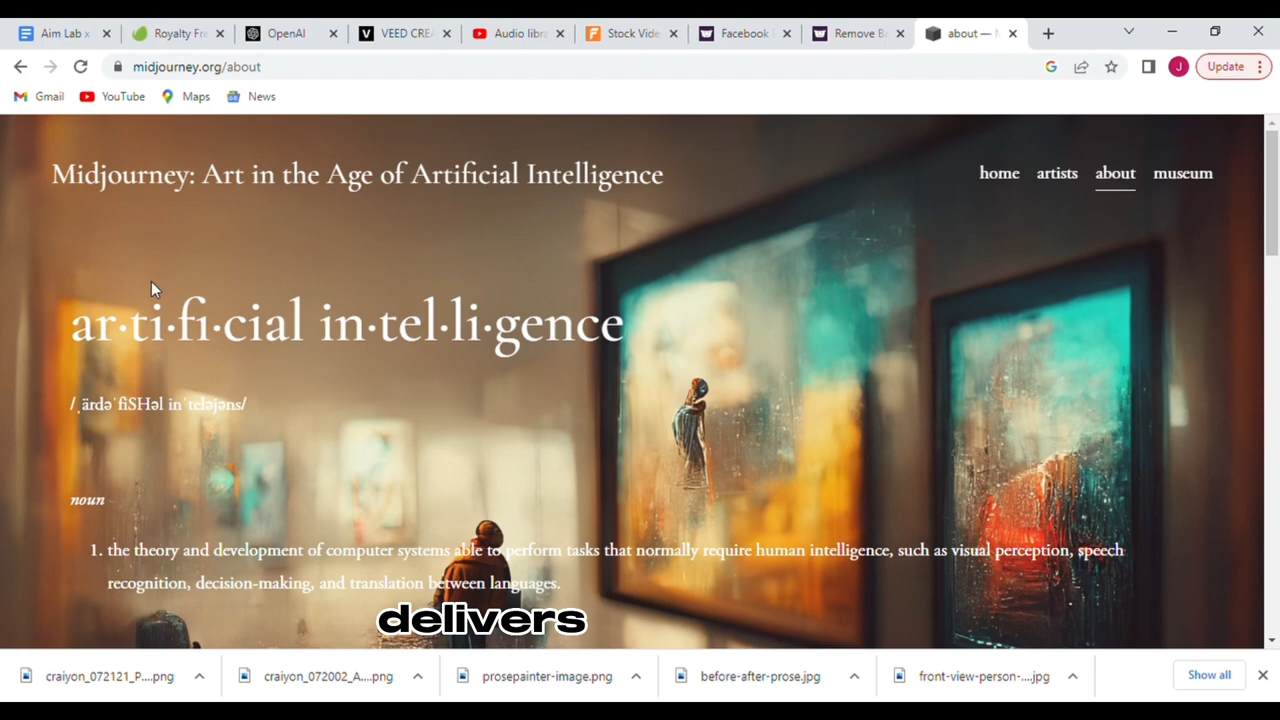 Aim Lab x
Royalty Fre
OpenAI
VEED CREA
Audio libra
Stock Vide
Facebook
Remove Ba
about — M
midjourney.org/about
J
Update
Gmail
YouTube
Maps
News
Midjourney: Art in the Age of Artificial Intelligence
home
artists
about
museum
ar·ti·fi·cial in·tel·li·gence
/ˌärdəˈfiSHəl inˈteləjəns/
noun
1. the theory and development of computer systems able to perform tasks that normally require human intelligence, such as visual perception, speech
recognition, decision-making, and translation between languages.
delivers
craiyon_072121_P....png
craiyon_072002_A....png
prosepainter-image.png
before-after-prose.jpg
front-view-person-....jpg
Show all